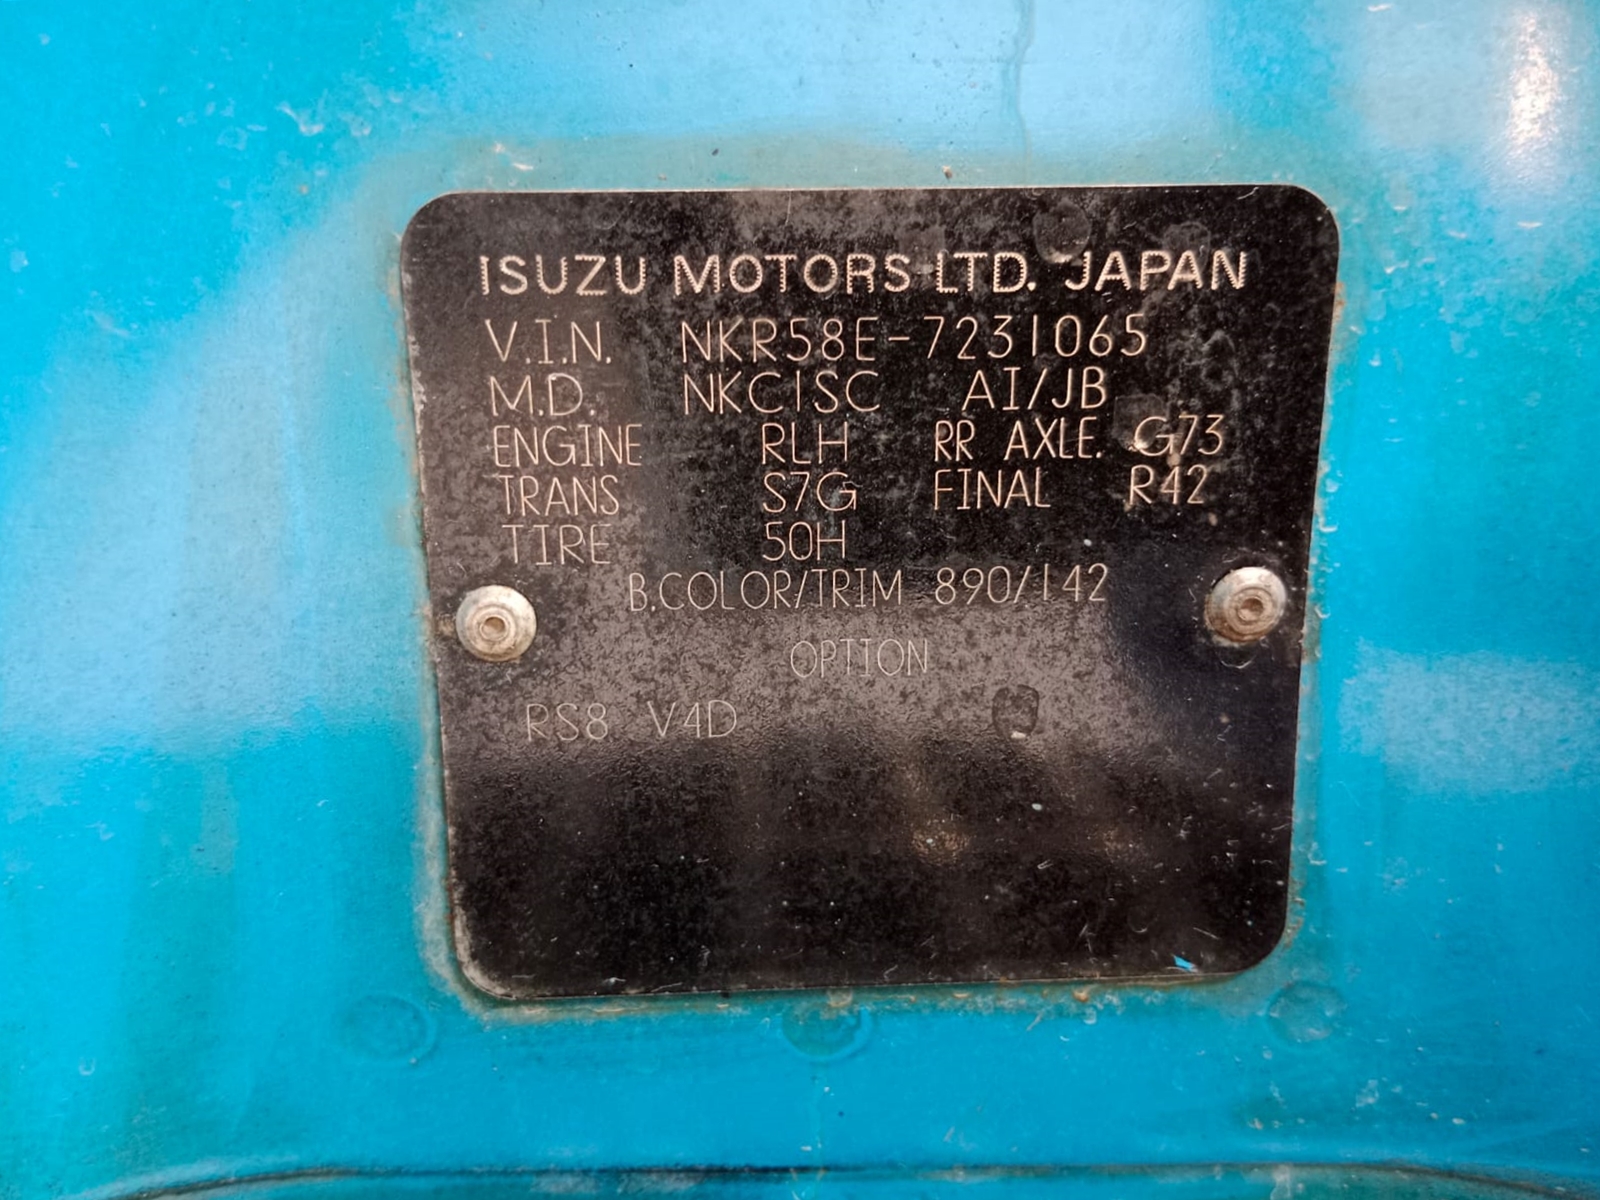 ISUZU MOTORS LTD. JAPAN
V.I.N. NKR58E-7231065
M.D. NKC1SC AI/JB
ENGINE RLH RR AXLE. G73
TRANS S7G FINAL R42
TIRE 50H
B.COLOR/TRIM 890/142
OPTION
RS8 V4D